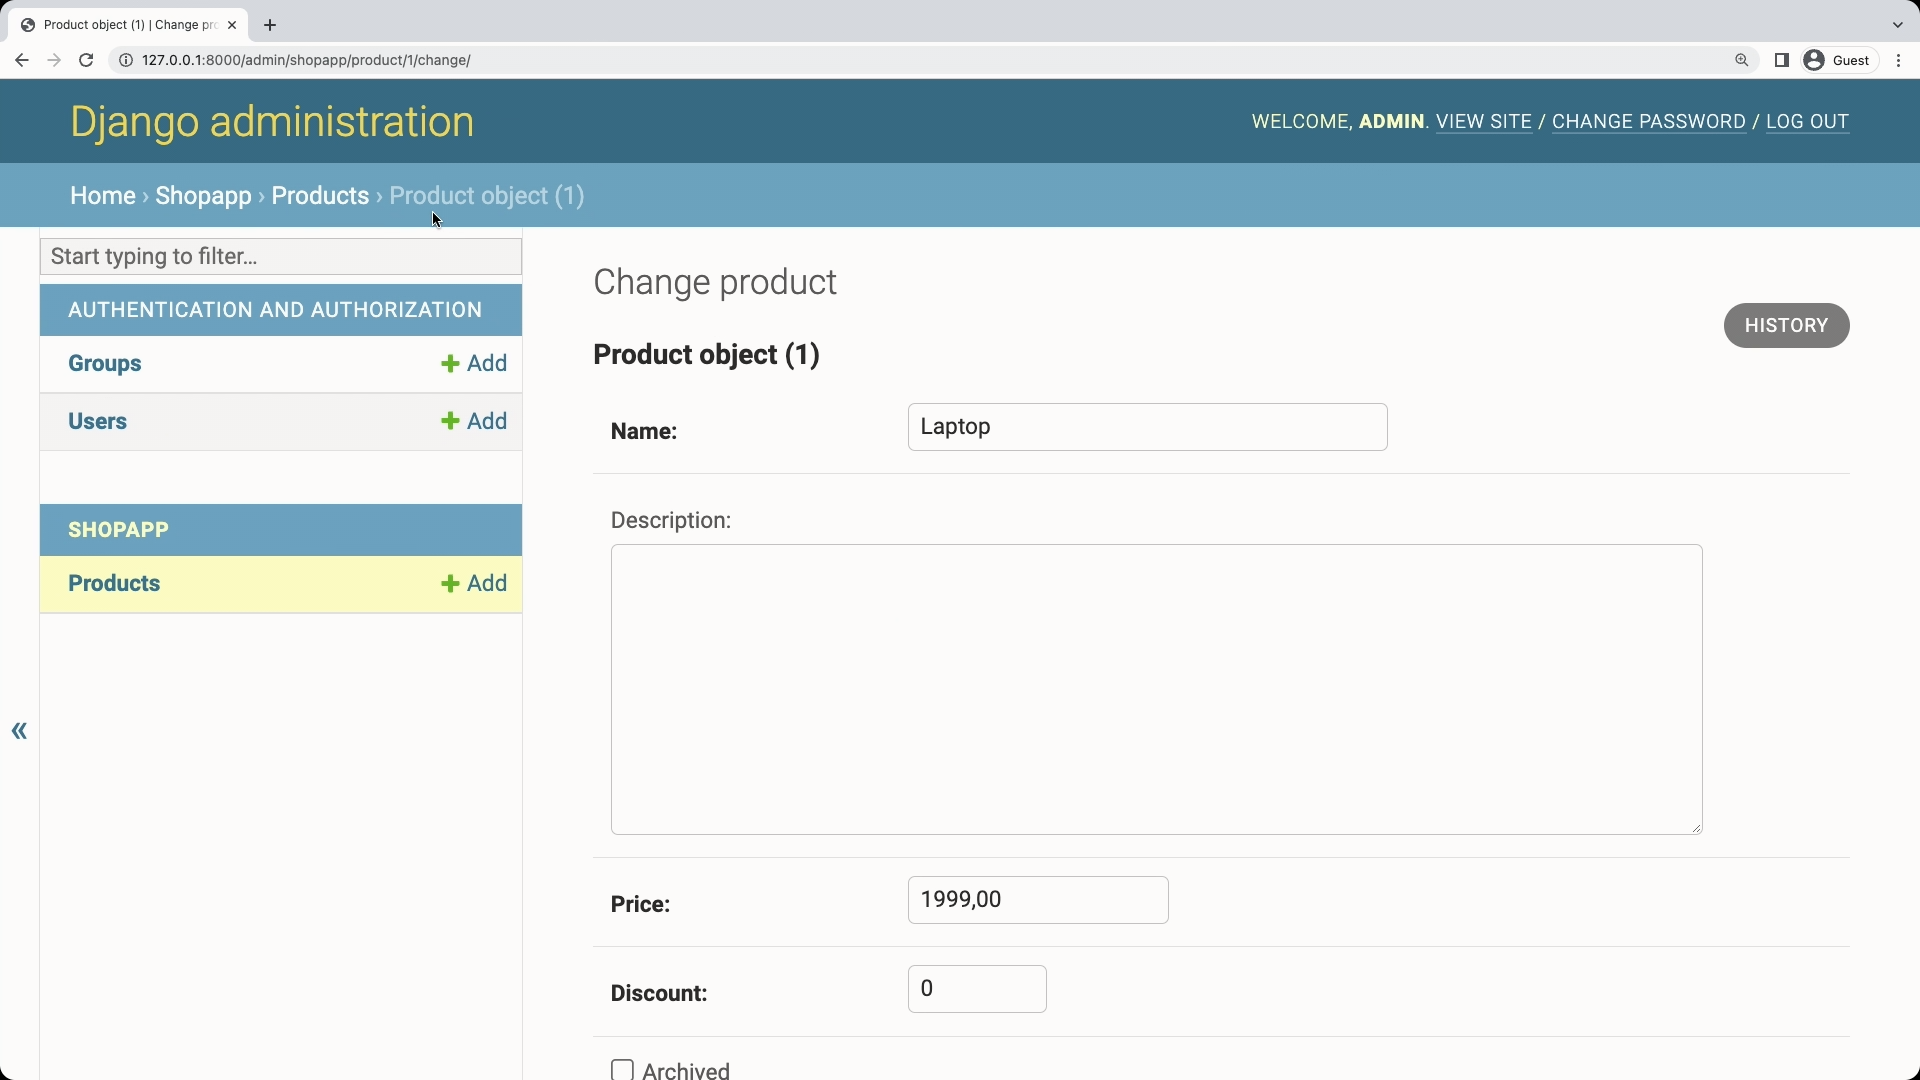 Product object (1) | Change pr
127.0.0.1:8000/admin/shopapp/product/1/change/
Guest
Django administration
WELCOME, ADMIN. VIEW SITE / CHANGE PASSWORD / LOG OUT
Home › Shopapp › Products › Product object (1)
Start typing to filter...
AUTHENTICATION AND AUTHORIZATION
Groups + Add
Users + Add
SHOPAPP
Products + Add
«
Change product
HISTORY
Product object (1)
Name: Laptop
Description:
Price: 1999,00
Discount: 0
Archived